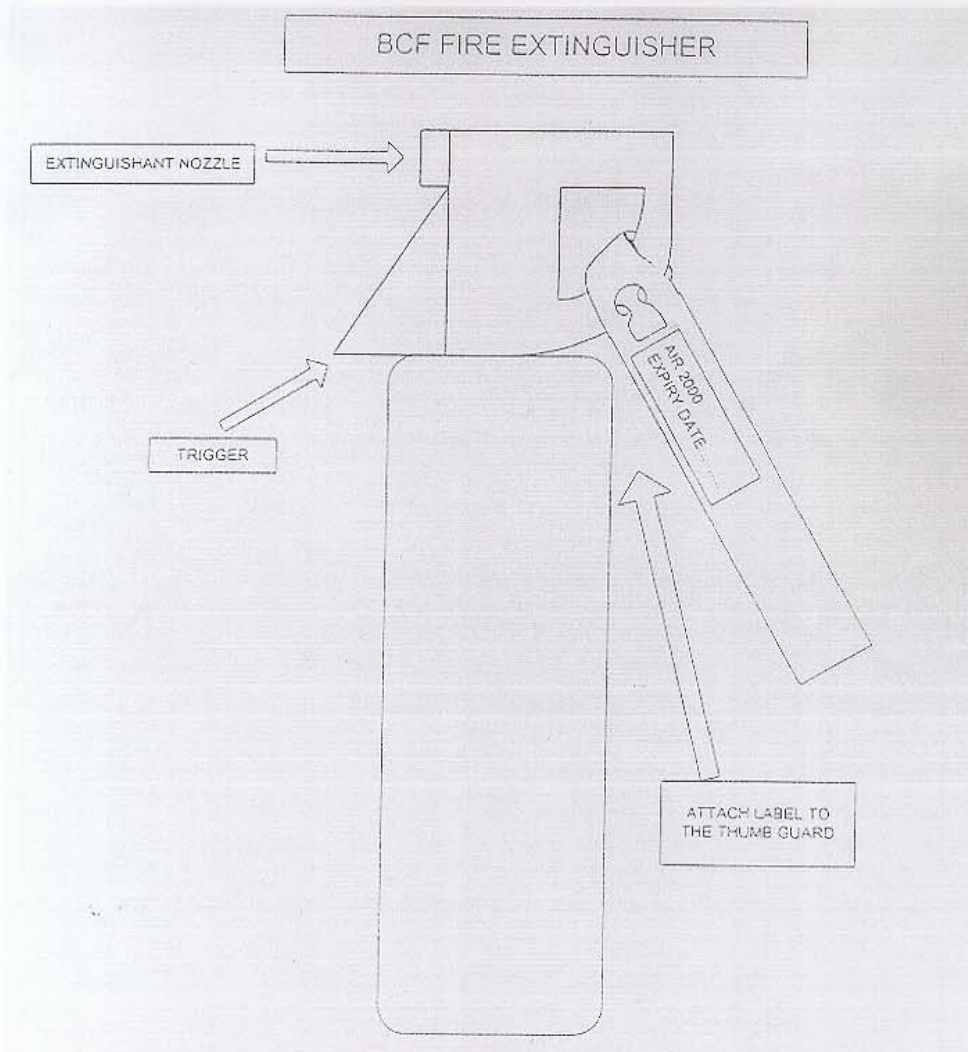 BCF FIRE EXTINGUISHER
EXTINGUISHANT NOZZLE
AIR 2000
EXPIRY DATE .......
TRIGGER
ATTACH LABEL TO
THE THUMB GUARD